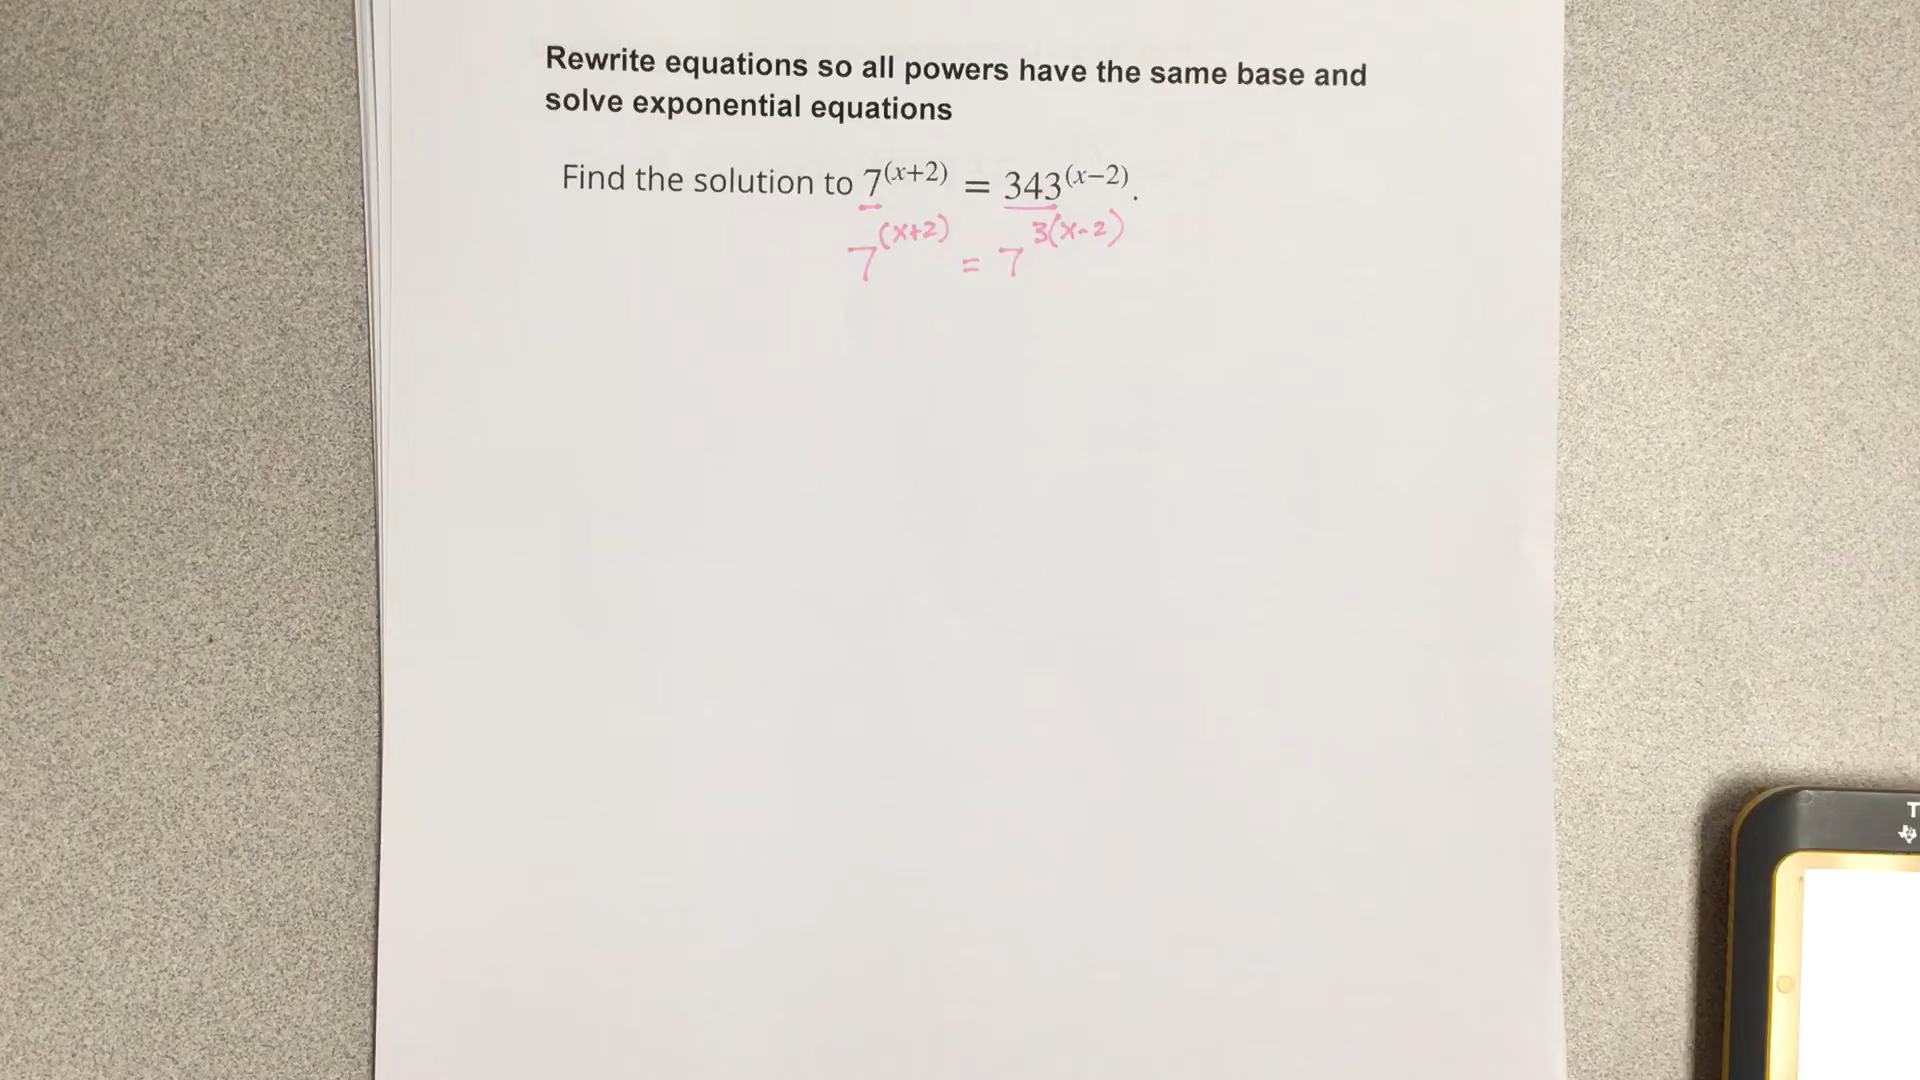 Rewrite equations so all powers have the same base and
solve exponential equations
Find the solution to 7^(x+2) = 343^(x−2).
7^(x+2) = 7^3(x-2)
T